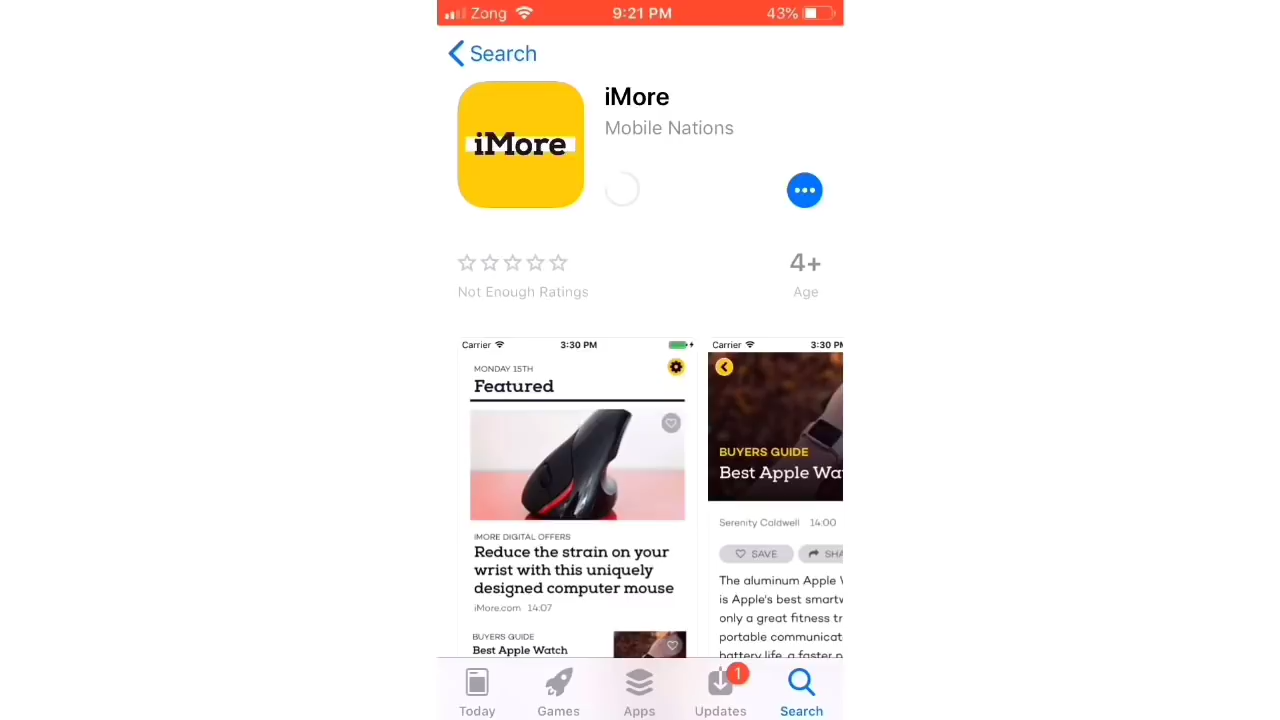 Zong 9:21 PM 43%
Search
iMore
iMore
Mobile Nations
4+
Not Enough Ratings
Age
Carrier 3:30 PM
MONDAY 15TH
Featured
IMORE DIGITAL OFFERS
Reduce the strain on your
wrist with this uniquely
designed computer mouse
iMore.com 14:07
BUYERS GUIDE
Best Apple Watch
Carrier 3:30 PM
BUYERS GUIDE
Best Apple Wa
Serenity Caldwell 14:00
SAVE SHA
The aluminum Apple
is Apple's best smartw
only a great fitness tr
portable communicat
battery life, a faster p
1
Today Games Apps Updates Search